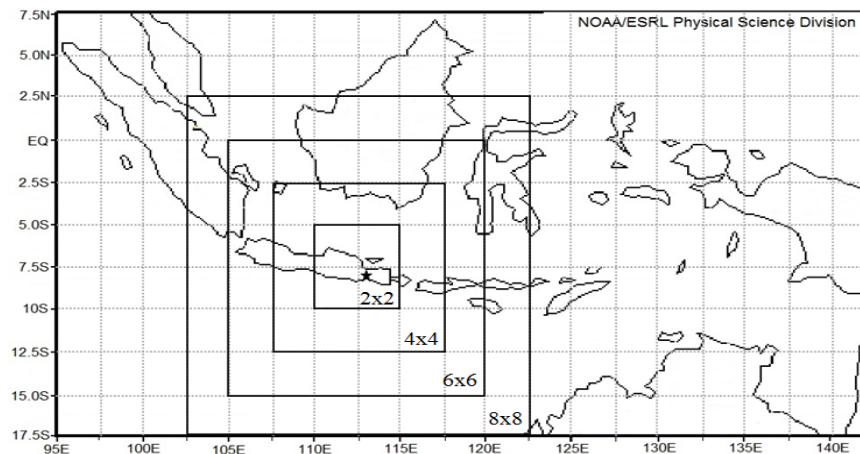 NOAA/ESRL Physical Science Division
7.5N
5.0N
2.5N
EQ
2.5S
5.0S
7.5S
10S
12.5S
15.0S
17.5S
2x2
4x4
6x6
8x8
95E 100E 105E 110E 115E 120E 125E 130E 135E 140E